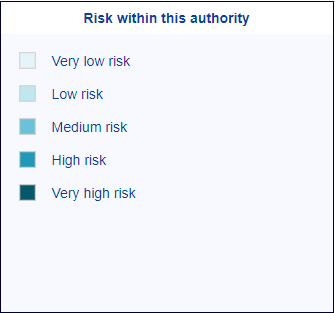 Risk within this authority
Very low risk
Low risk
Medium risk
High risk
Very high risk